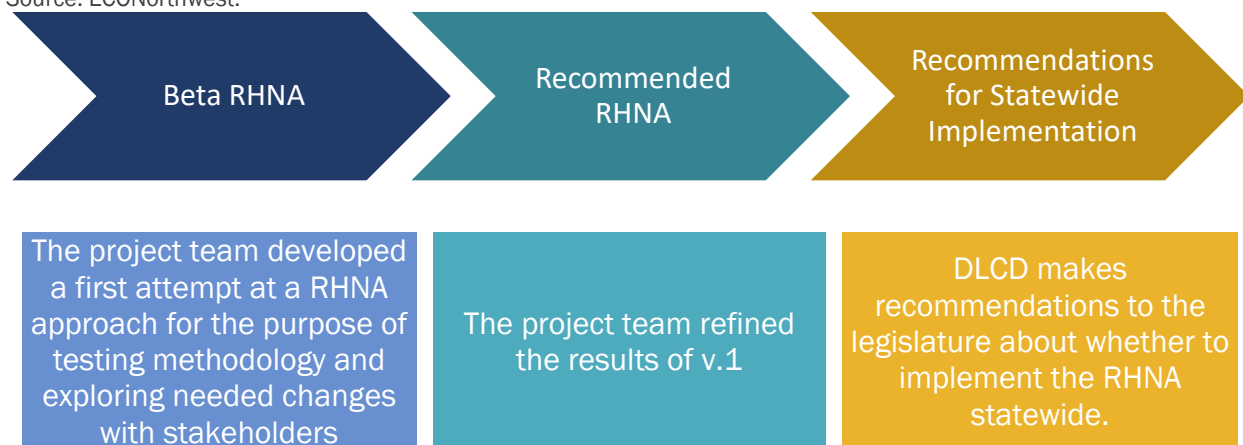 Source: ECONorthwest.
Beta RHNA
Recommended
RHNA
Recommendations
for Statewide
Implementation
The project team developed
a first attempt at a RHNA
approach for the purpose of
testing methodology and
exploring needed changes
with stakeholders
The project team refined
the results of v.1
DLCD makes
recommendations to the
legislature about whether to
implement the RHNA
statewide.